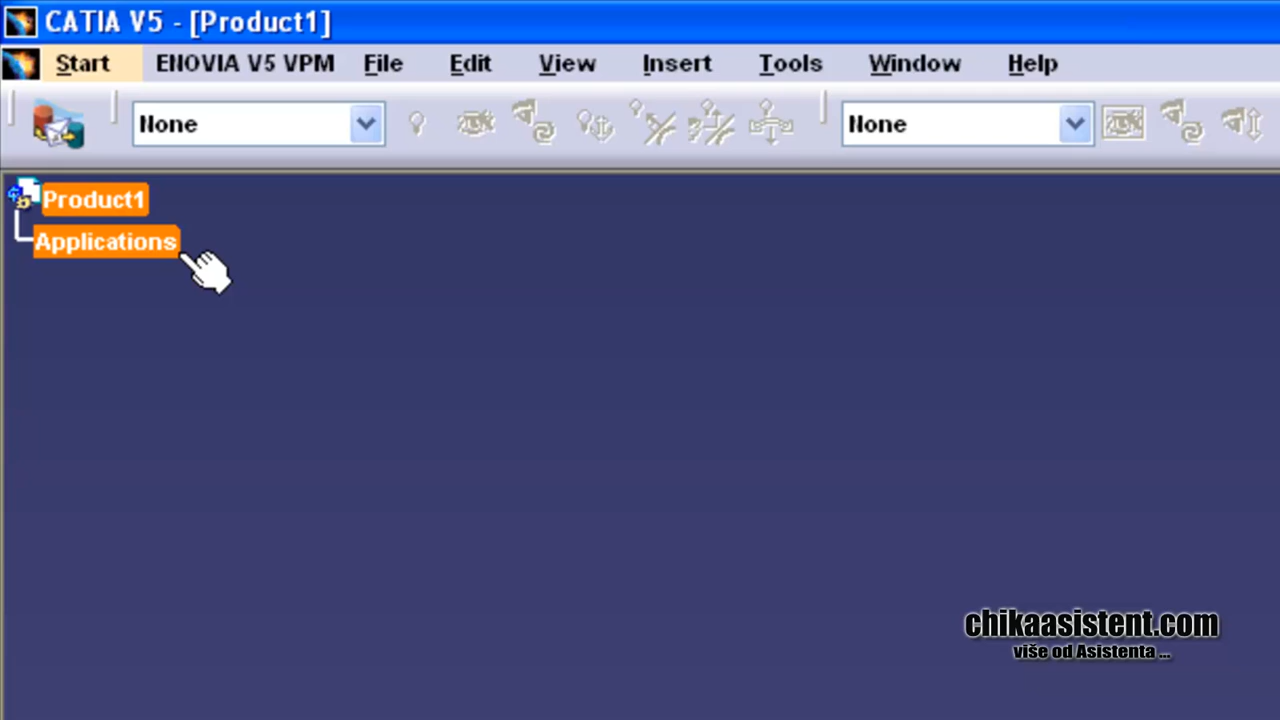 CATIA V5 - [Product1]
Start ENOVIA V5 VPM File Edit View Insert Tools Window Help
None None
Product1
Applications
chikaasistent.com
više od Asistenta ...